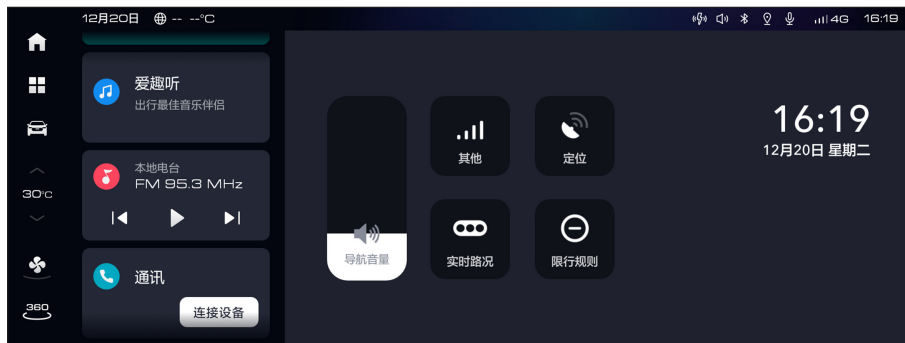 12月20日 -- --°C
4G 16:19
爱趣听
出行最佳音乐伴侣
本地电台
FM 95.3 MHz
30°C
通讯
连接设备
360
导航音量
其他
定位
实时路况
限行规则
16:19
12月20日 星期二